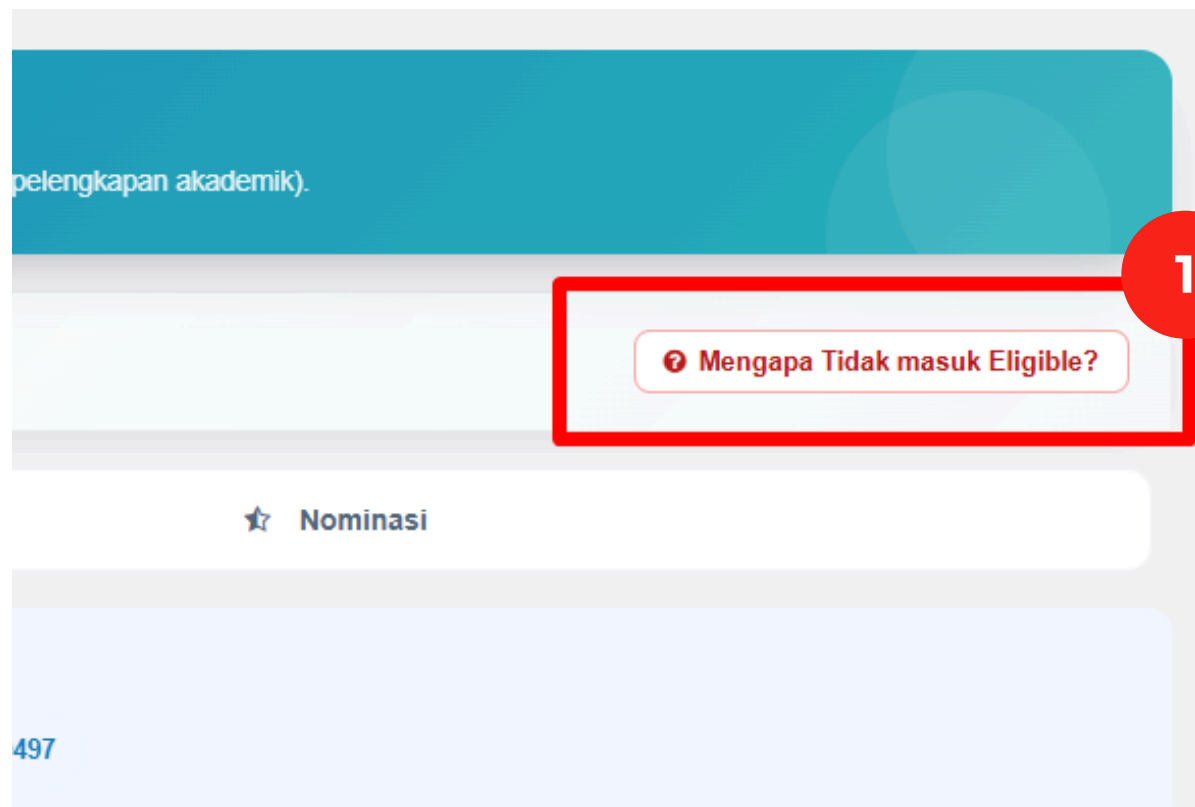 pelengkapan akademik).
1
Mengapa Tidak masuk Eligible?
Nominasi
497